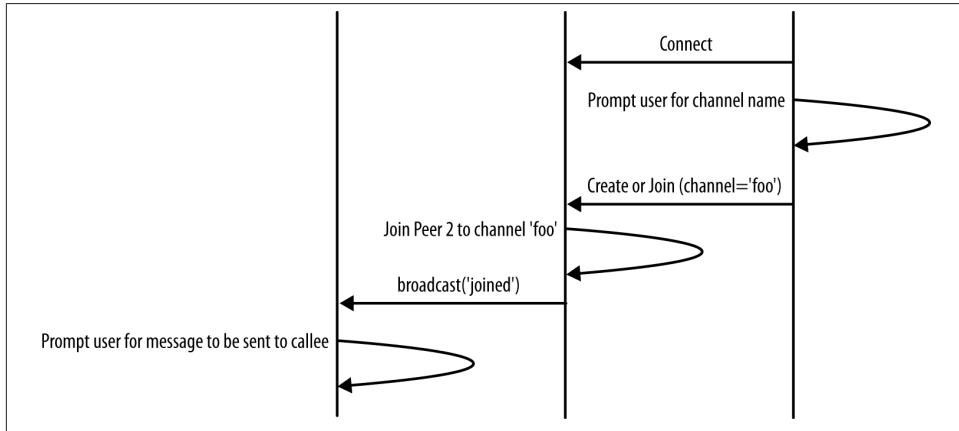 Connect
Prompt user for channel name
Create or Join (channel='foo')
Join Peer 2 to channel 'foo'
broadcast('joined')
Prompt user for message to be sent to callee